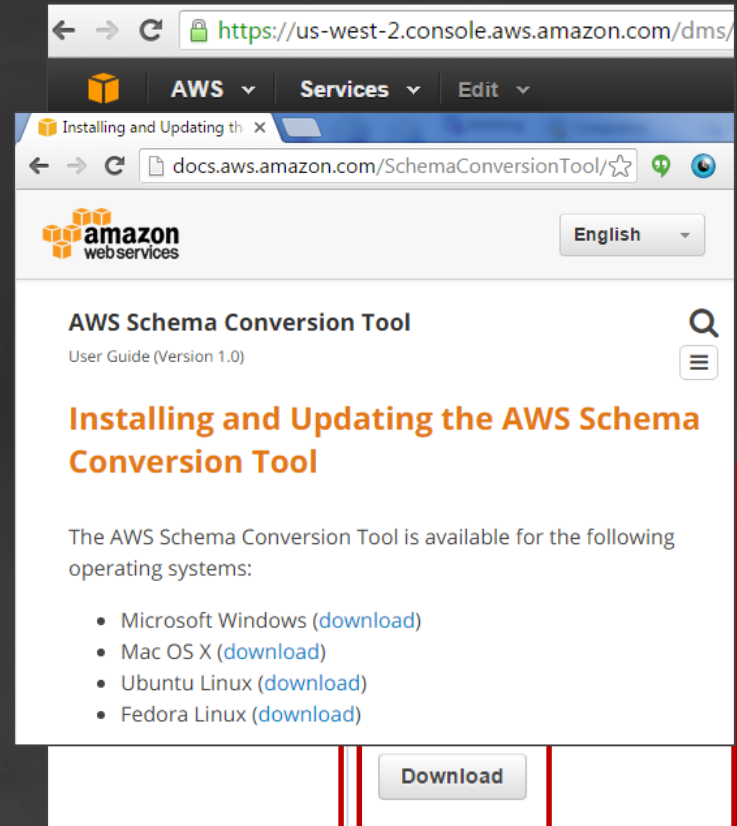 https://us-west-2.console.aws.amazon.com/dms/
AWS Services Edit
Installing and Updating th
docs.aws.amazon.com/SchemaConversionTool/
amazon
webservices
English
AWS Schema Conversion Tool
User Guide (Version 1.0)
Installing and Updating the AWS Schema
Conversion Tool
The AWS Schema Conversion Tool is available for the following
operating systems:
• Microsoft Windows (download)
• Mac OS X (download)
• Ubuntu Linux (download)
• Fedora Linux (download)
Download